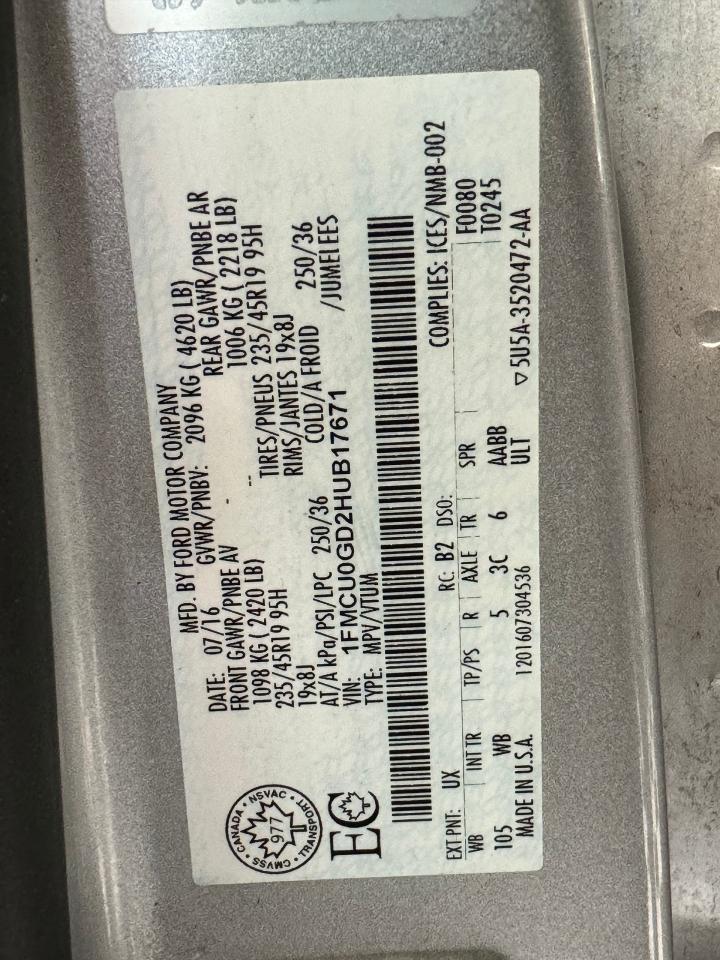 MFD. BY FORD MOTOR COMPANY
DATE: 07/16 GVWR/PNBV: 2096 KG ( 4620 LB)
FRONT GAWR/PNBE AV REAR GAWR/PNBE AR
1098 KG ( 2420 LB) 1006 KG ( 2218 LB)
235/45R19 95H -- TIRES/PNEUS 235/45R19 95H
19x8J RIMS/JANTES 19x8J
AT/A kPa/PSI/LPC 250/36 COLD/A FROID 250/36
VIN: 1FMCU0GD2HUB17671 /JUMELEES
TYPE: MPV/VTUM
CANADA • NSVAC • TRANSPORT • CMVSS •
977
EC
COMPLIES: ICES/NMB-002
EXT PNT: UX RC: B2 DSO: F0080
WB INT TR TP/PS R AXLE TR SPR T0245
105 WB 5 3C 6 AABB
MADE IN U.S.A. 1201607304536 ULT ▽5U5A-3520472-AA